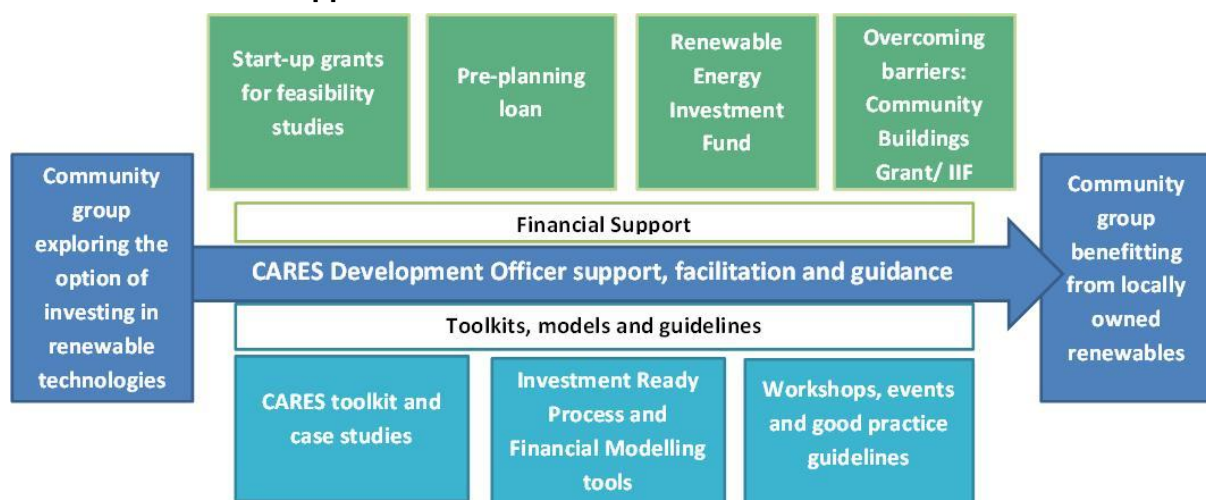 Start-up grants
for feasibility
studies
Pre-planning
loan
Renewable
Energy
Investment
Fund
Overcoming
barriers:
Community
Buildings
Grant/ IIF
Community
group
exploring the
option of
investing in
renewable
technologies
Financial Support
CARES Development Officer support, facilitation and guidance
Toolkits, models and guidelines
Community
group
benefitting
from locally
owned
renewables
CARES toolkit and
case studies
Investment Ready
Process and
Financial Modelling
tools
Workshops, events
and good practice
guidelines